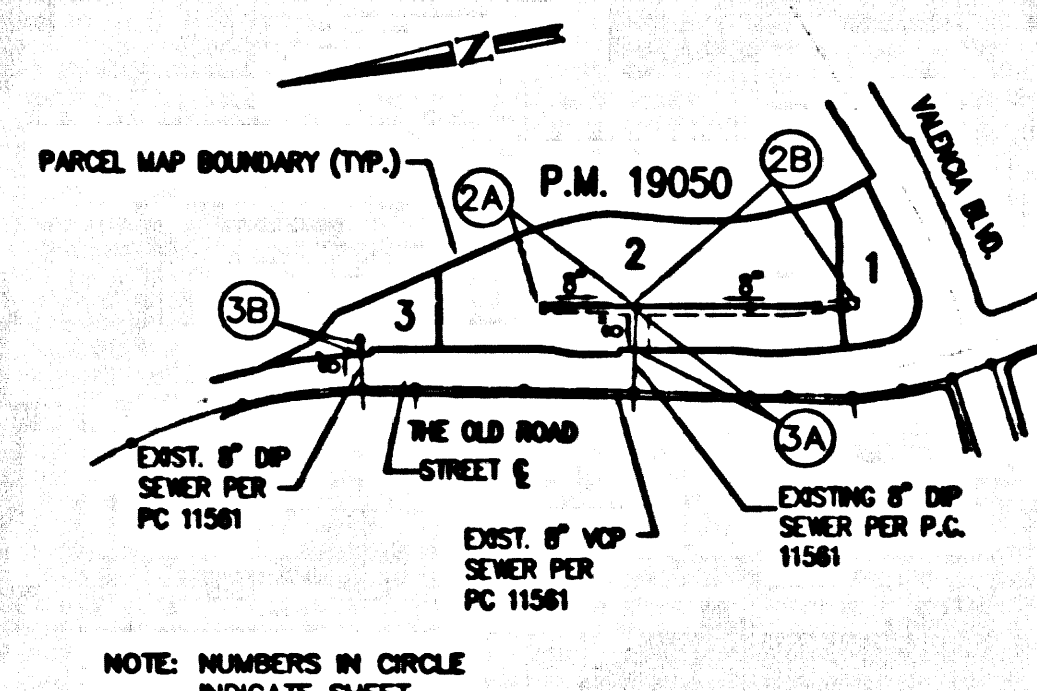 N
VALENCIA BLVD.
PARCEL MAP BOUNDARY (TYP.)
2A
P.M. 19050
2B
2
1
8"
8"
3B
3
8"
8"
THE OLD ROAD
STREET ℄
3A
EXIST. 8" DIP
SEWER PER
PC 11561
EXIST. 8" VCP
SEWER PER
PC 11561
EXISTING 8" DIP
SEWER PER P.C.
11561
NOTE: NUMBERS IN CIRCLE
INDICATE SHEET